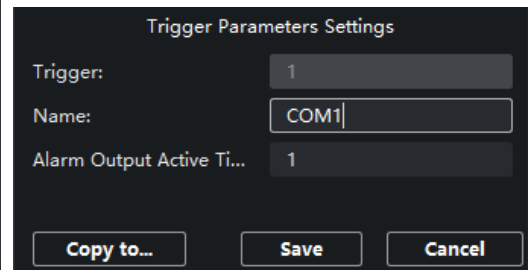 Trigger Parameters Settings
Trigger: 1
Name: COM1
Alarm Output Active Ti... 1
Copy to... Save Cancel